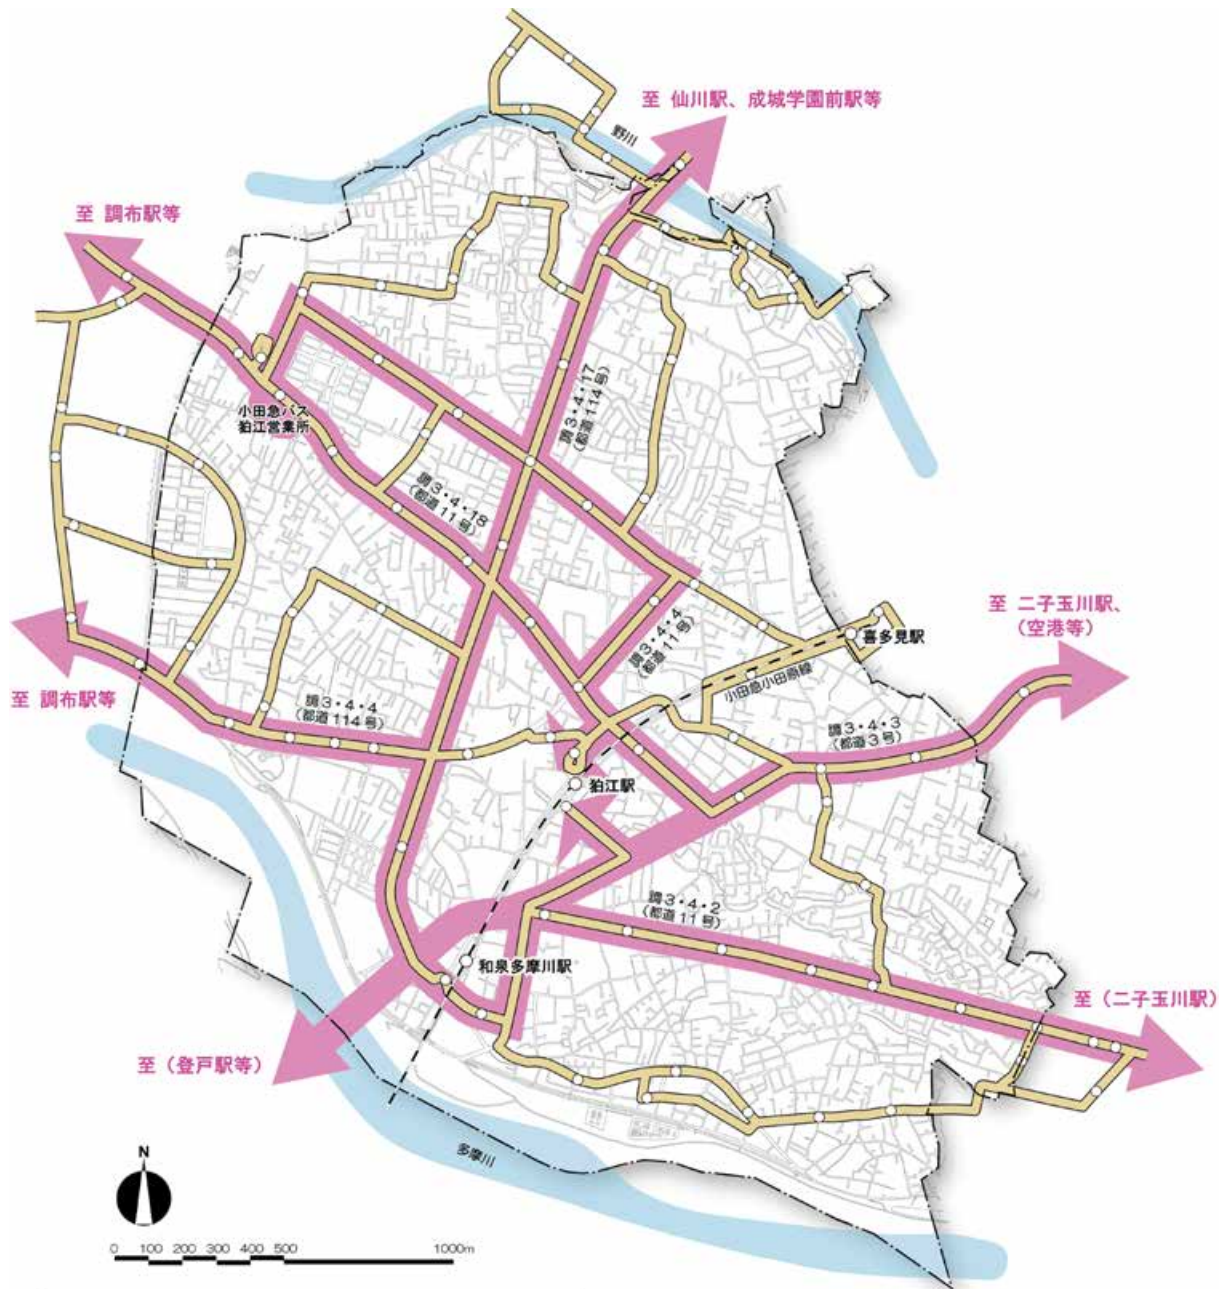 至 仙川駅、成城学園前駅等
野川
至 調布駅等
調3・4・17
(都道114号)
小田急バス
狛江営業所
調3・4・18
(都道11号)
至 二子玉川駅、
(空港等)
喜多見駅
調3・4・4
(都道11号)
小田急小田原線
至 調布駅等
調3・4・4
(都道114号)
調3・4・3
(都道3号)
狛江駅
調3・4・2
(都道11号)
和泉多摩川駅
至(二子玉川駅)
至(登戸駅等)
多摩川
N
0 100 200 300 400 500 1000m